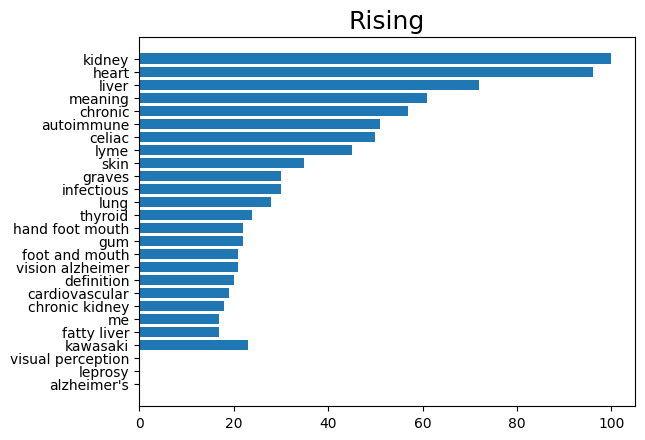 Rising
kidney
heart
liver
meaning
chronic
autoimmune
celiac
lyme
skin
graves
infectious
lung
thyroid
hand foot mouth
gum
foot and mouth
vision alzheimer
definition
cardiovascular
chronic kidney
me
fatty liver
kawasaki
visual perception
leprosy
alzheimer's
0 20 40 60 80 100